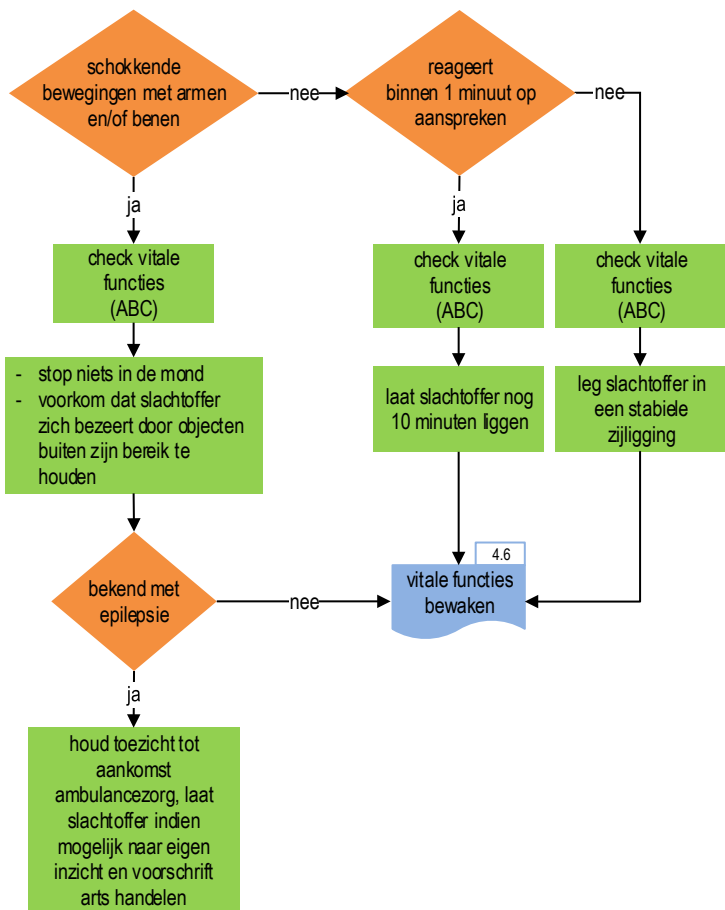 schokkende
bewegingen met armen
en/of benen
nee
reageert
binnen 1 minuut op
aanspreken
nee
ja
ja
check vitale
functies
(ABC)
check vitale
functies
(ABC)
check vitale
functies
(ABC)
- stop niets in de mond
- voorkom dat slachtoffer
zich bezeert door objecten
buiten zijn bereik te
houden
laat slachtoffer nog
10 minuten liggen
leg slachtoffer in
een stabiele
zijligging
4.6
vitale functies
bewaken
bekend met
epilepsie
nee
ja
houd toezicht tot
aankomst
ambulancezorg, laat
slachtoffer indien
mogelijk naar eigen
inzicht en voorschrift
arts handelen